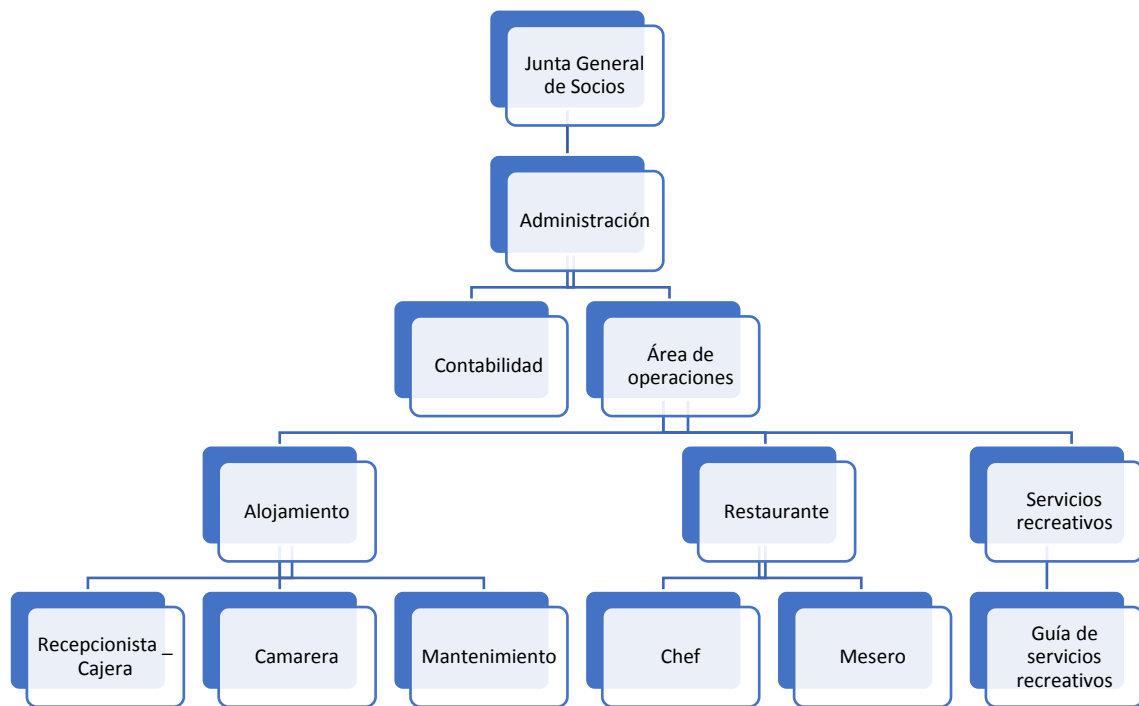 Junta General
de Socios
Administración
Contabilidad
Área de
operaciones
Alojamiento
Restaurante
Servicios
recreativos
Recepcionista _
Cajera
Camarera
Mantenimiento
Chef
Mesero
Guía de
servicios
recreativos